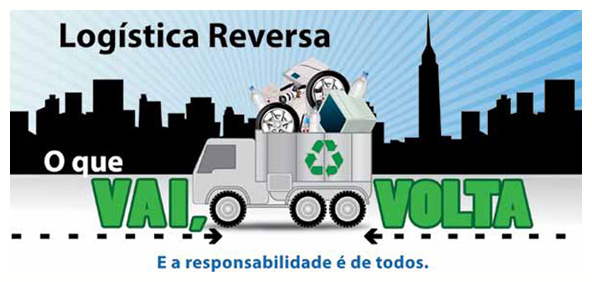 Logística Reversa
O que
VAI, VOLTA
E a responsabilidade é de todos.